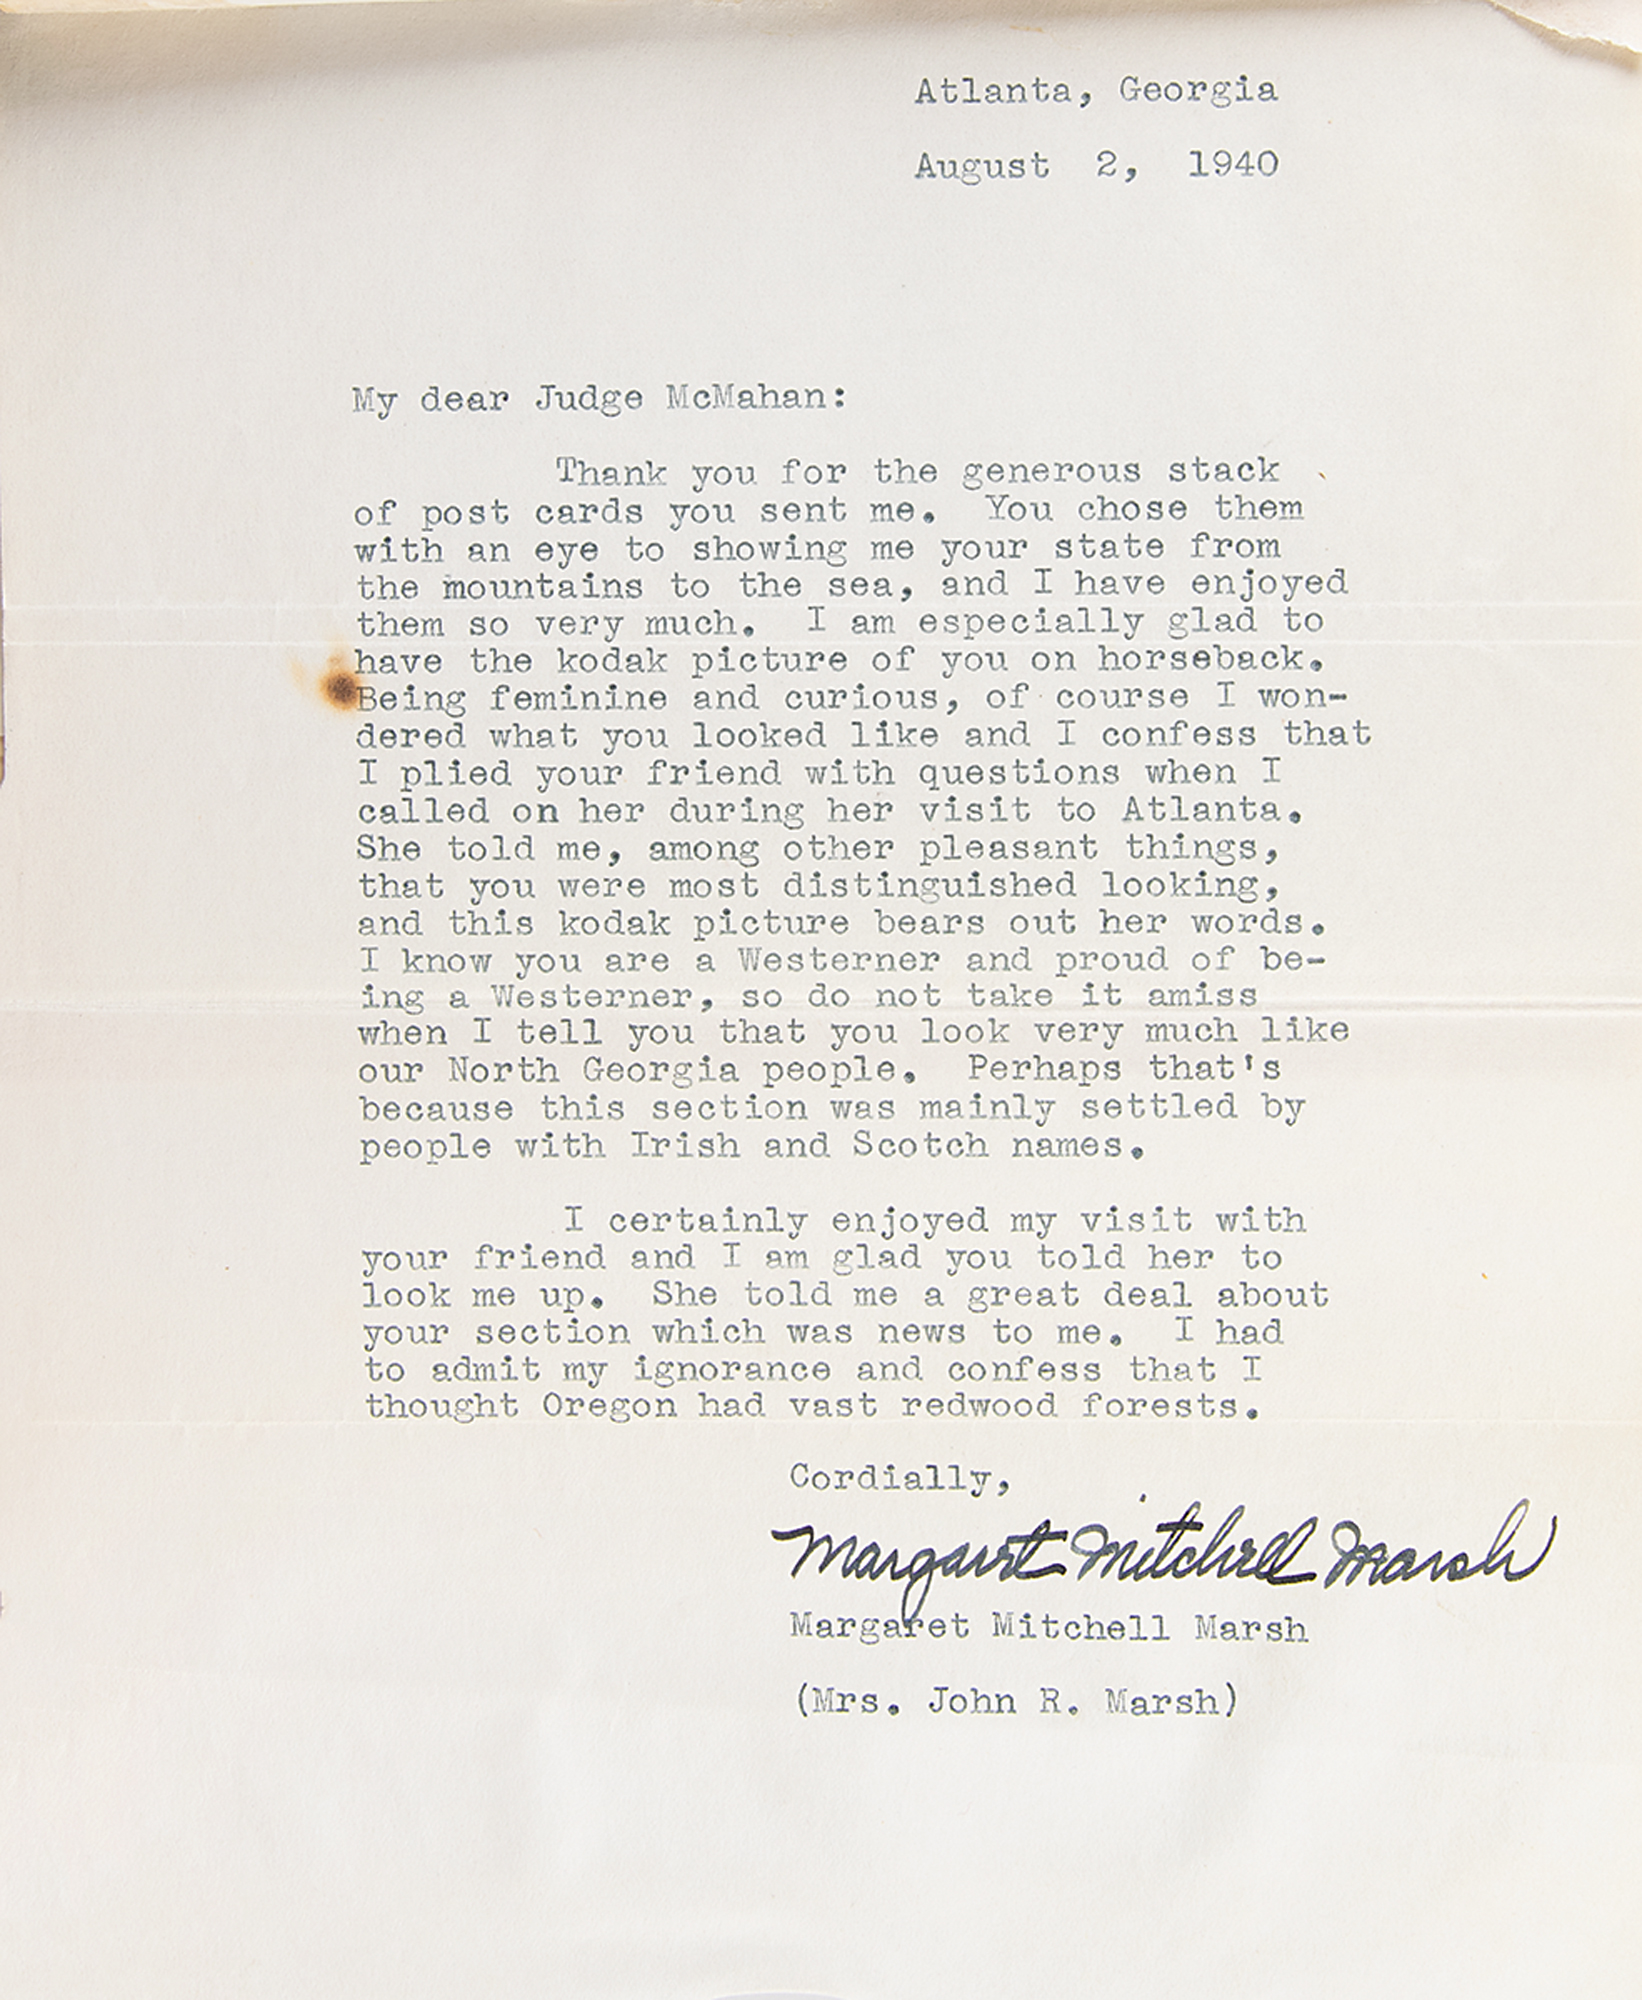 Atlanta, Georgia
August 2, 1940
My dear Judge McMahan:
Thank you for the generous stack
of post cards you sent me. You chose them
with an eye to showing me your state from
the mountains to the sea, and I have enjoyed
them so very much. I am especially glad to
have the kodak picture of you on horseback.
Being feminine and curious, of course I won-
dered what you looked like and I confess that
I plied your friend with questions when I
called on her during her visit to Atlanta.
She told me, among other pleasant things,
that you were most distinguished looking,
and this kodak picture bears out her words.
I know you are a Westerner and proud of be-
ing a Westerner, so do not take it amiss
when I tell you that you look very much like
our North Georgia people. Perhaps that's
because this section was mainly settled by
people with Irish and Scotch names.
I certainly enjoyed my visit with
your friend and I am glad you told her to
look me up. She told me a great deal about
your section which was news to me. I had
to admit my ignorance and confess that I
thought Oregon had vast redwood forests.
Cordially,
Margaret Mitchell Marsh
Margaret Mitchell Marsh
(Mrs. John R. Marsh)